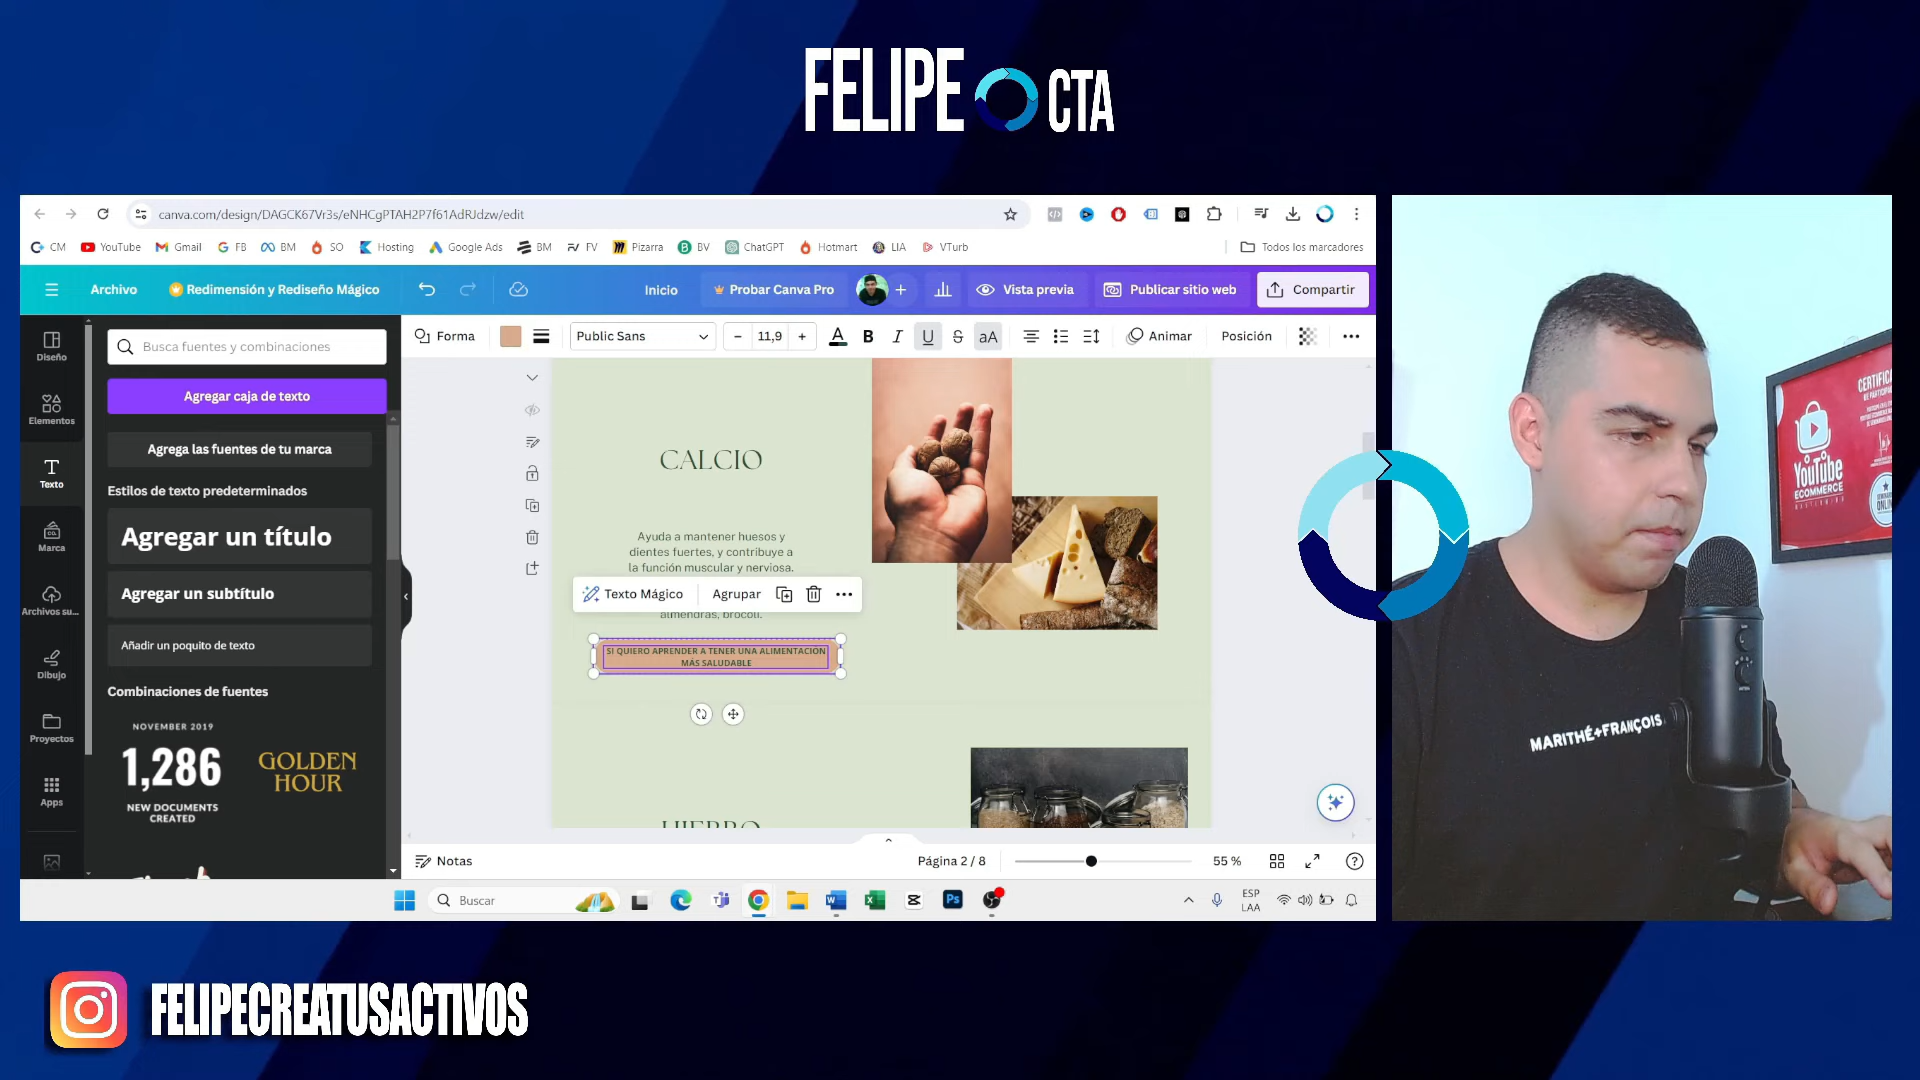 FELIPE CTA
canva.com/design/DAGCK67Vr3s/eNHCgPTAH2P7f61AdRJdzw/edit
CM YouTube Gmail FB BM SO Hosting Google Ads BM FV Pizarra BV ChatGPT Hotmart LIA VTurb Todos los marcadores
Archivo Redimensión y Rediseño Mágico Inicio Probar Canva Pro Vista previa Publicar sitio web Compartir
Forma Public Sans 11,9 A B I U S aA Animar Posición
Diseño
Elementos
Texto
Marca
Archivos su...
Dibujo
Proyectos
Apps
Busca fuentes y combinaciones
Agregar caja de texto
Agrega las fuentes de tu marca
Estilos de texto predeterminados
Agregar un título
Agregar un subtítulo
Añadir un poquito de texto
Combinaciones de fuentes
NOVEMBER 2019
1,286
NEW DOCUMENTS
CREATED
GOLDEN
HOUR
CALCIO
Ayuda a mantener huesos y
dientes fuertes, y contribuye a
la función muscular y nerviosa.
Texto Mágico Agrupar
almendras, brócoli.
SI QUIERO APRENDER A TENER UNA ALIMENTACION
MÁS SALUDABLE
HIERRO
Notas Página 2 / 8 55 %
Buscar
ESP
LAA
CERTIFICA
YouTube
ECOMMERCE
MARITHÉ+FRANÇOIS
FELIPECREATUSACTIVOS